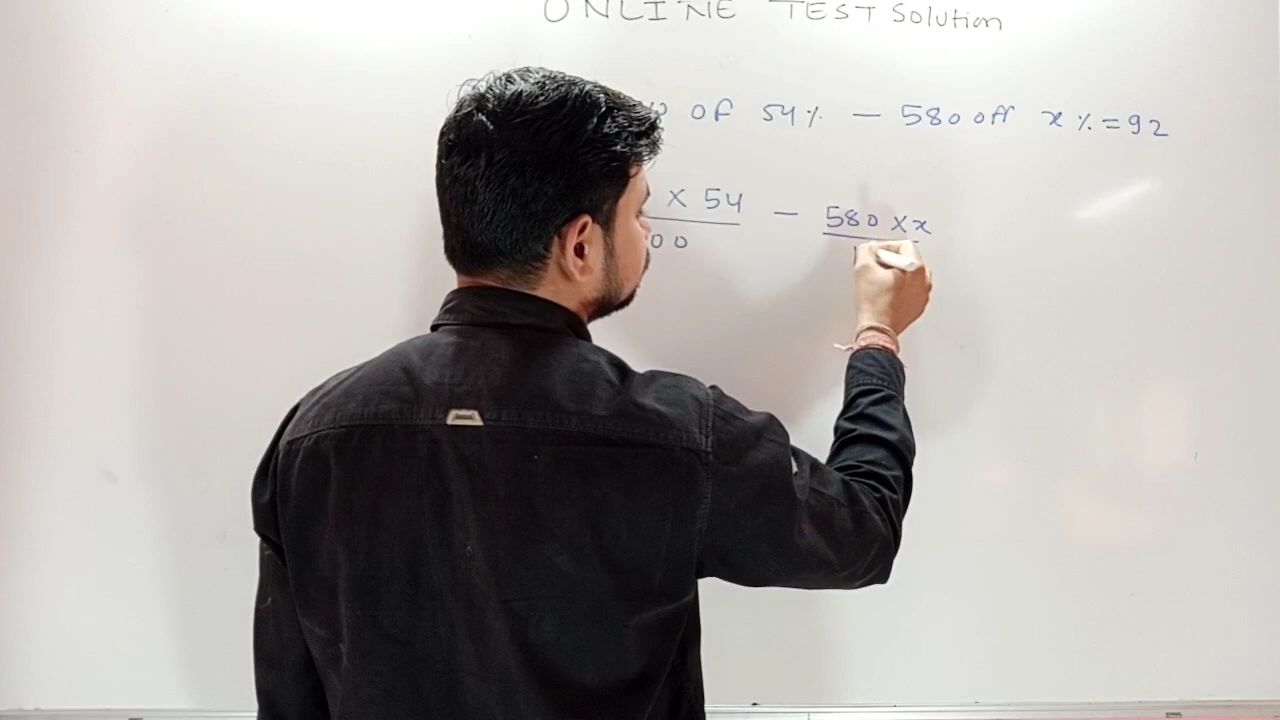 ONLINE TEST Solution
OF 54% - 580 off x% = 92
x 54 - 580 x x
00